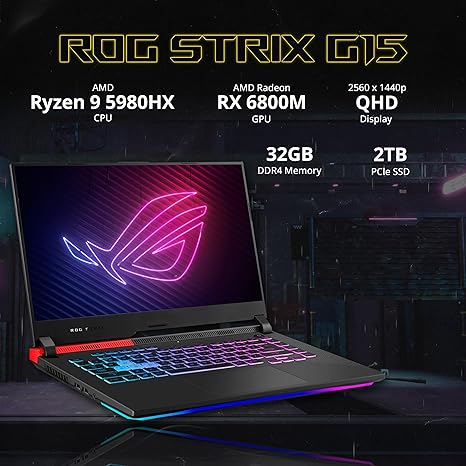 ROG STRIX G15
AMD
Ryzen 9 5980HX
CPU
AMD Radeon
RX 6800M
GPU
2560 x 1440p
QHD
Display
32GB
DDR4 Memory
2TB
PCIe SSD
ROG